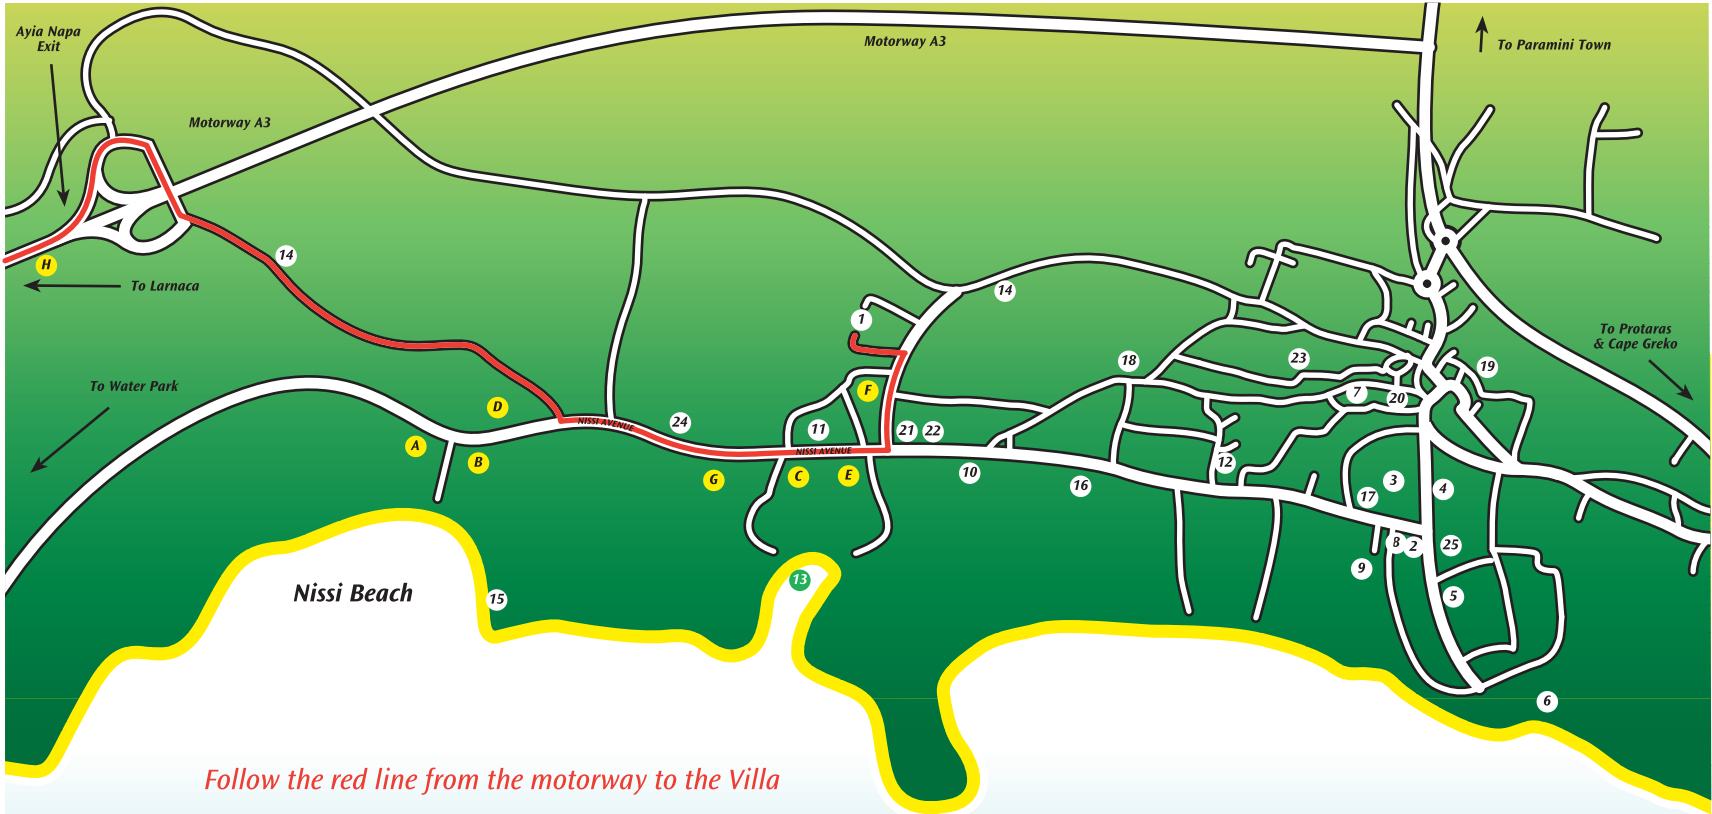 Ayia Napa
Exit
Motorway A3
To Paramini Town
Motorway A3
H
14
To Larnaca
14
1
To Protaras
& Cape Greko
18
23
19
To Water Park
F
7
20
D
24
NISSI AVENUE
11
21
22
A
B
NISSI AVENUE
G
C
E
10
12
16
3
17
4
8
2
25
9
13
Nissi Beach
15
5
6
Follow the red line from the motorway to the Villa